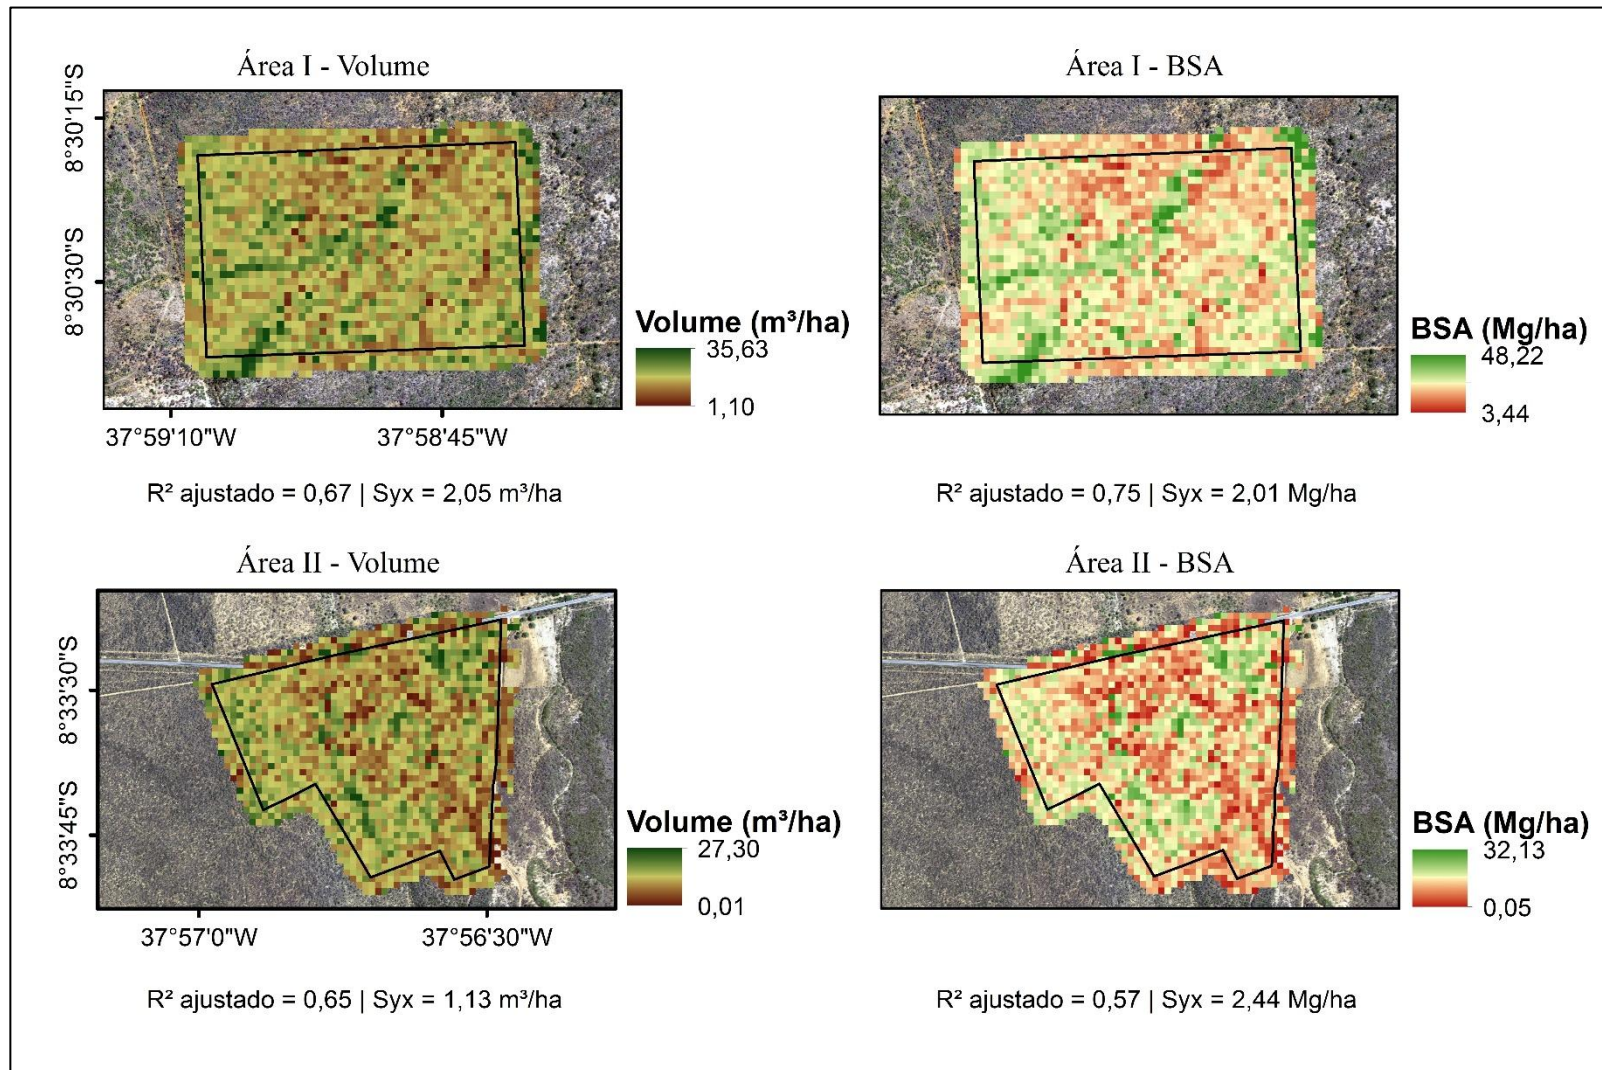 Área I - Volume
Área I - BSA
8°30'15"S
8°30'30"S
Volume (m³/ha)
35,63
1,10
BSA (Mg/ha)
48,22
3,44
37°59'10"W
37°58'45"W
R² ajustado = 0,67 | Syx = 2,05 m³/ha
R² ajustado = 0,75 | Syx = 2,01 Mg/ha
Área II - Volume
Área II - BSA
8°33'30"S
8°33'45"S
Volume (m³/ha)
27,30
0,01
BSA (Mg/ha)
32,13
0,05
37°57'0"W
37°56'30"W
R² ajustado = 0,65 | Syx = 1,13 m³/ha
R² ajustado = 0,57 | Syx = 2,44 Mg/ha